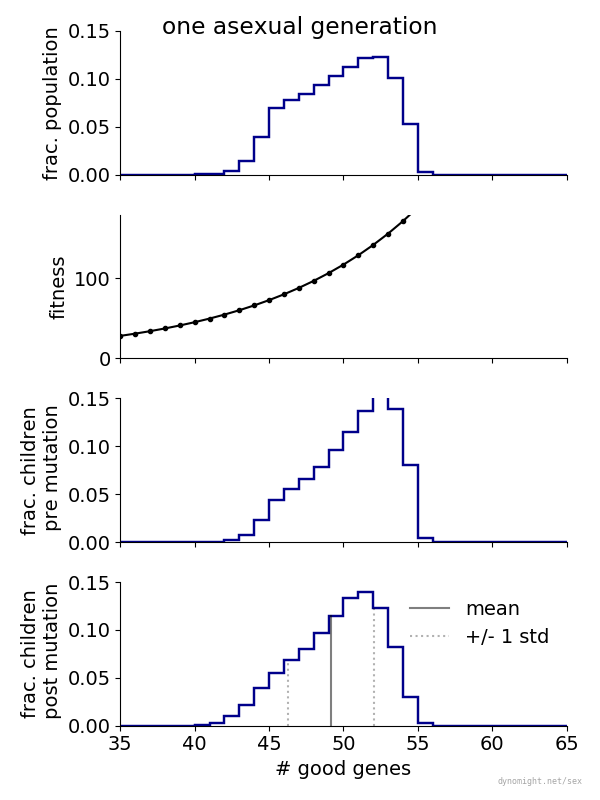 one asexual generation
0.15
0.10
0.05
0.00
frac. population
100
0
fitness
0.15
0.10
0.05
0.00
frac. children
pre mutation
0.15
0.10
0.05
0.00
frac. children
post mutation
mean
+/- 1 std
35 40 45 50 55 60 65
# good genes
dynomight.net/sex